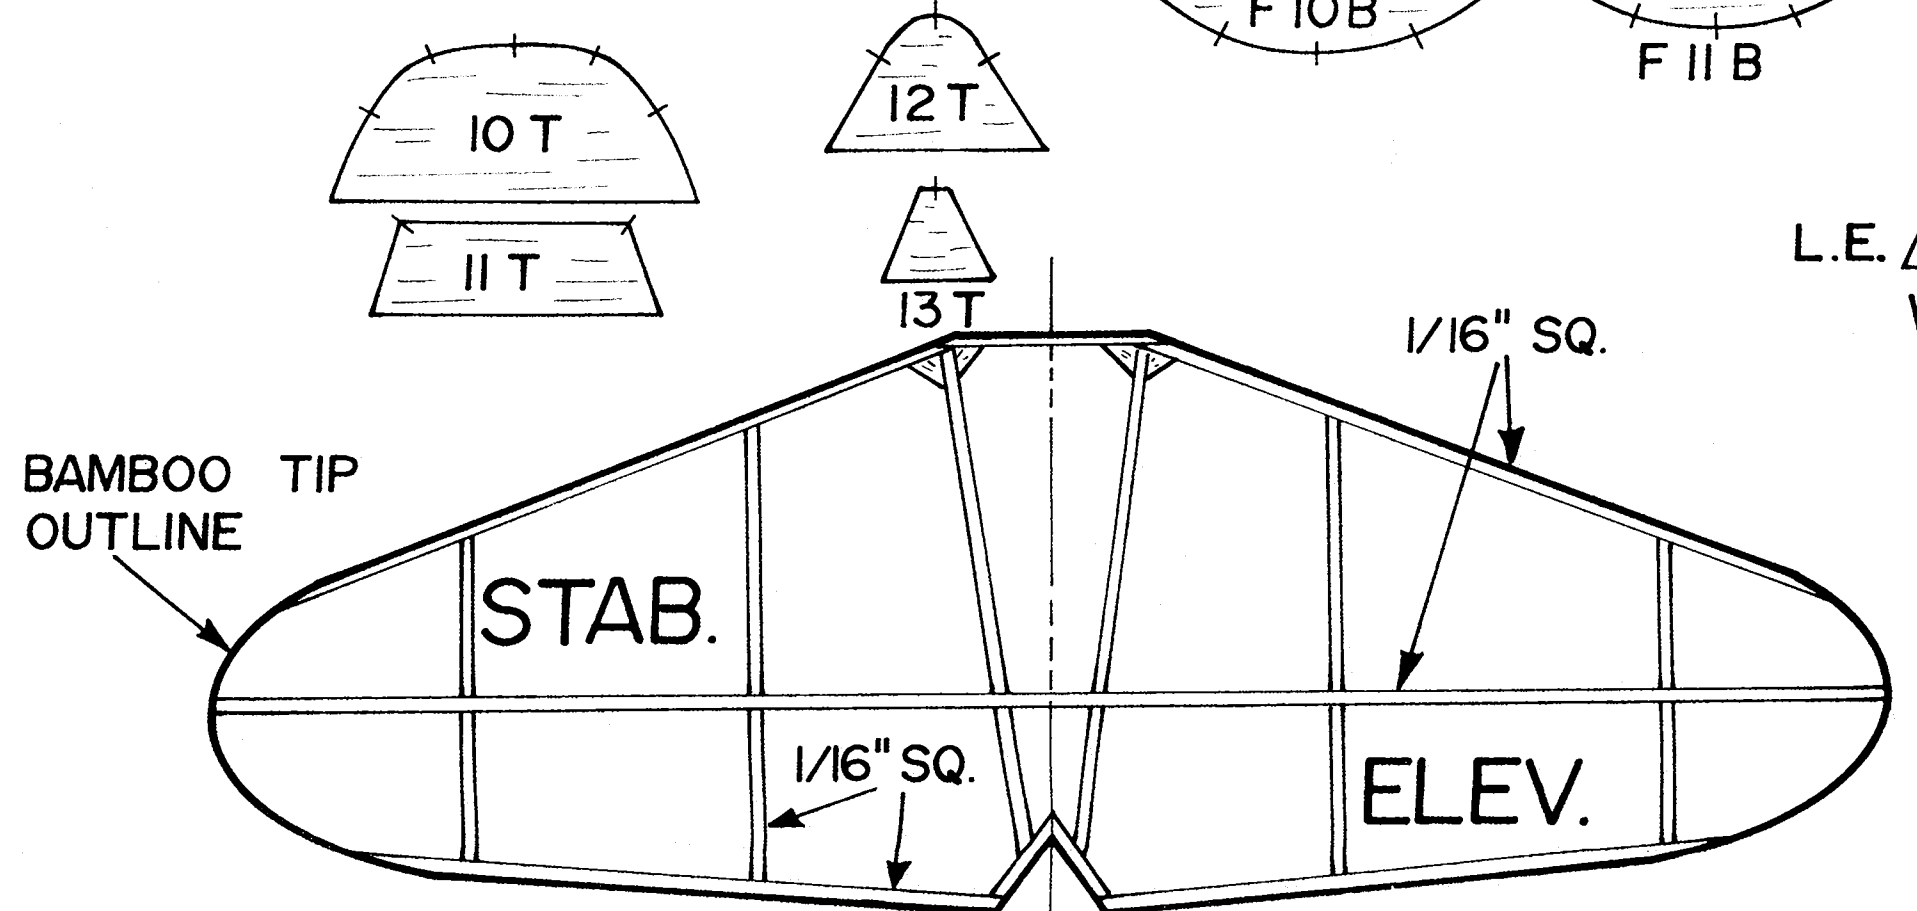 F 10 B
F 11 B
12 T
10 T
11 T
13 T
L.E.
1/16" SQ.
BAMBOO TIP
OUTLINE
STAB.
1/16" SQ.
ELEV.